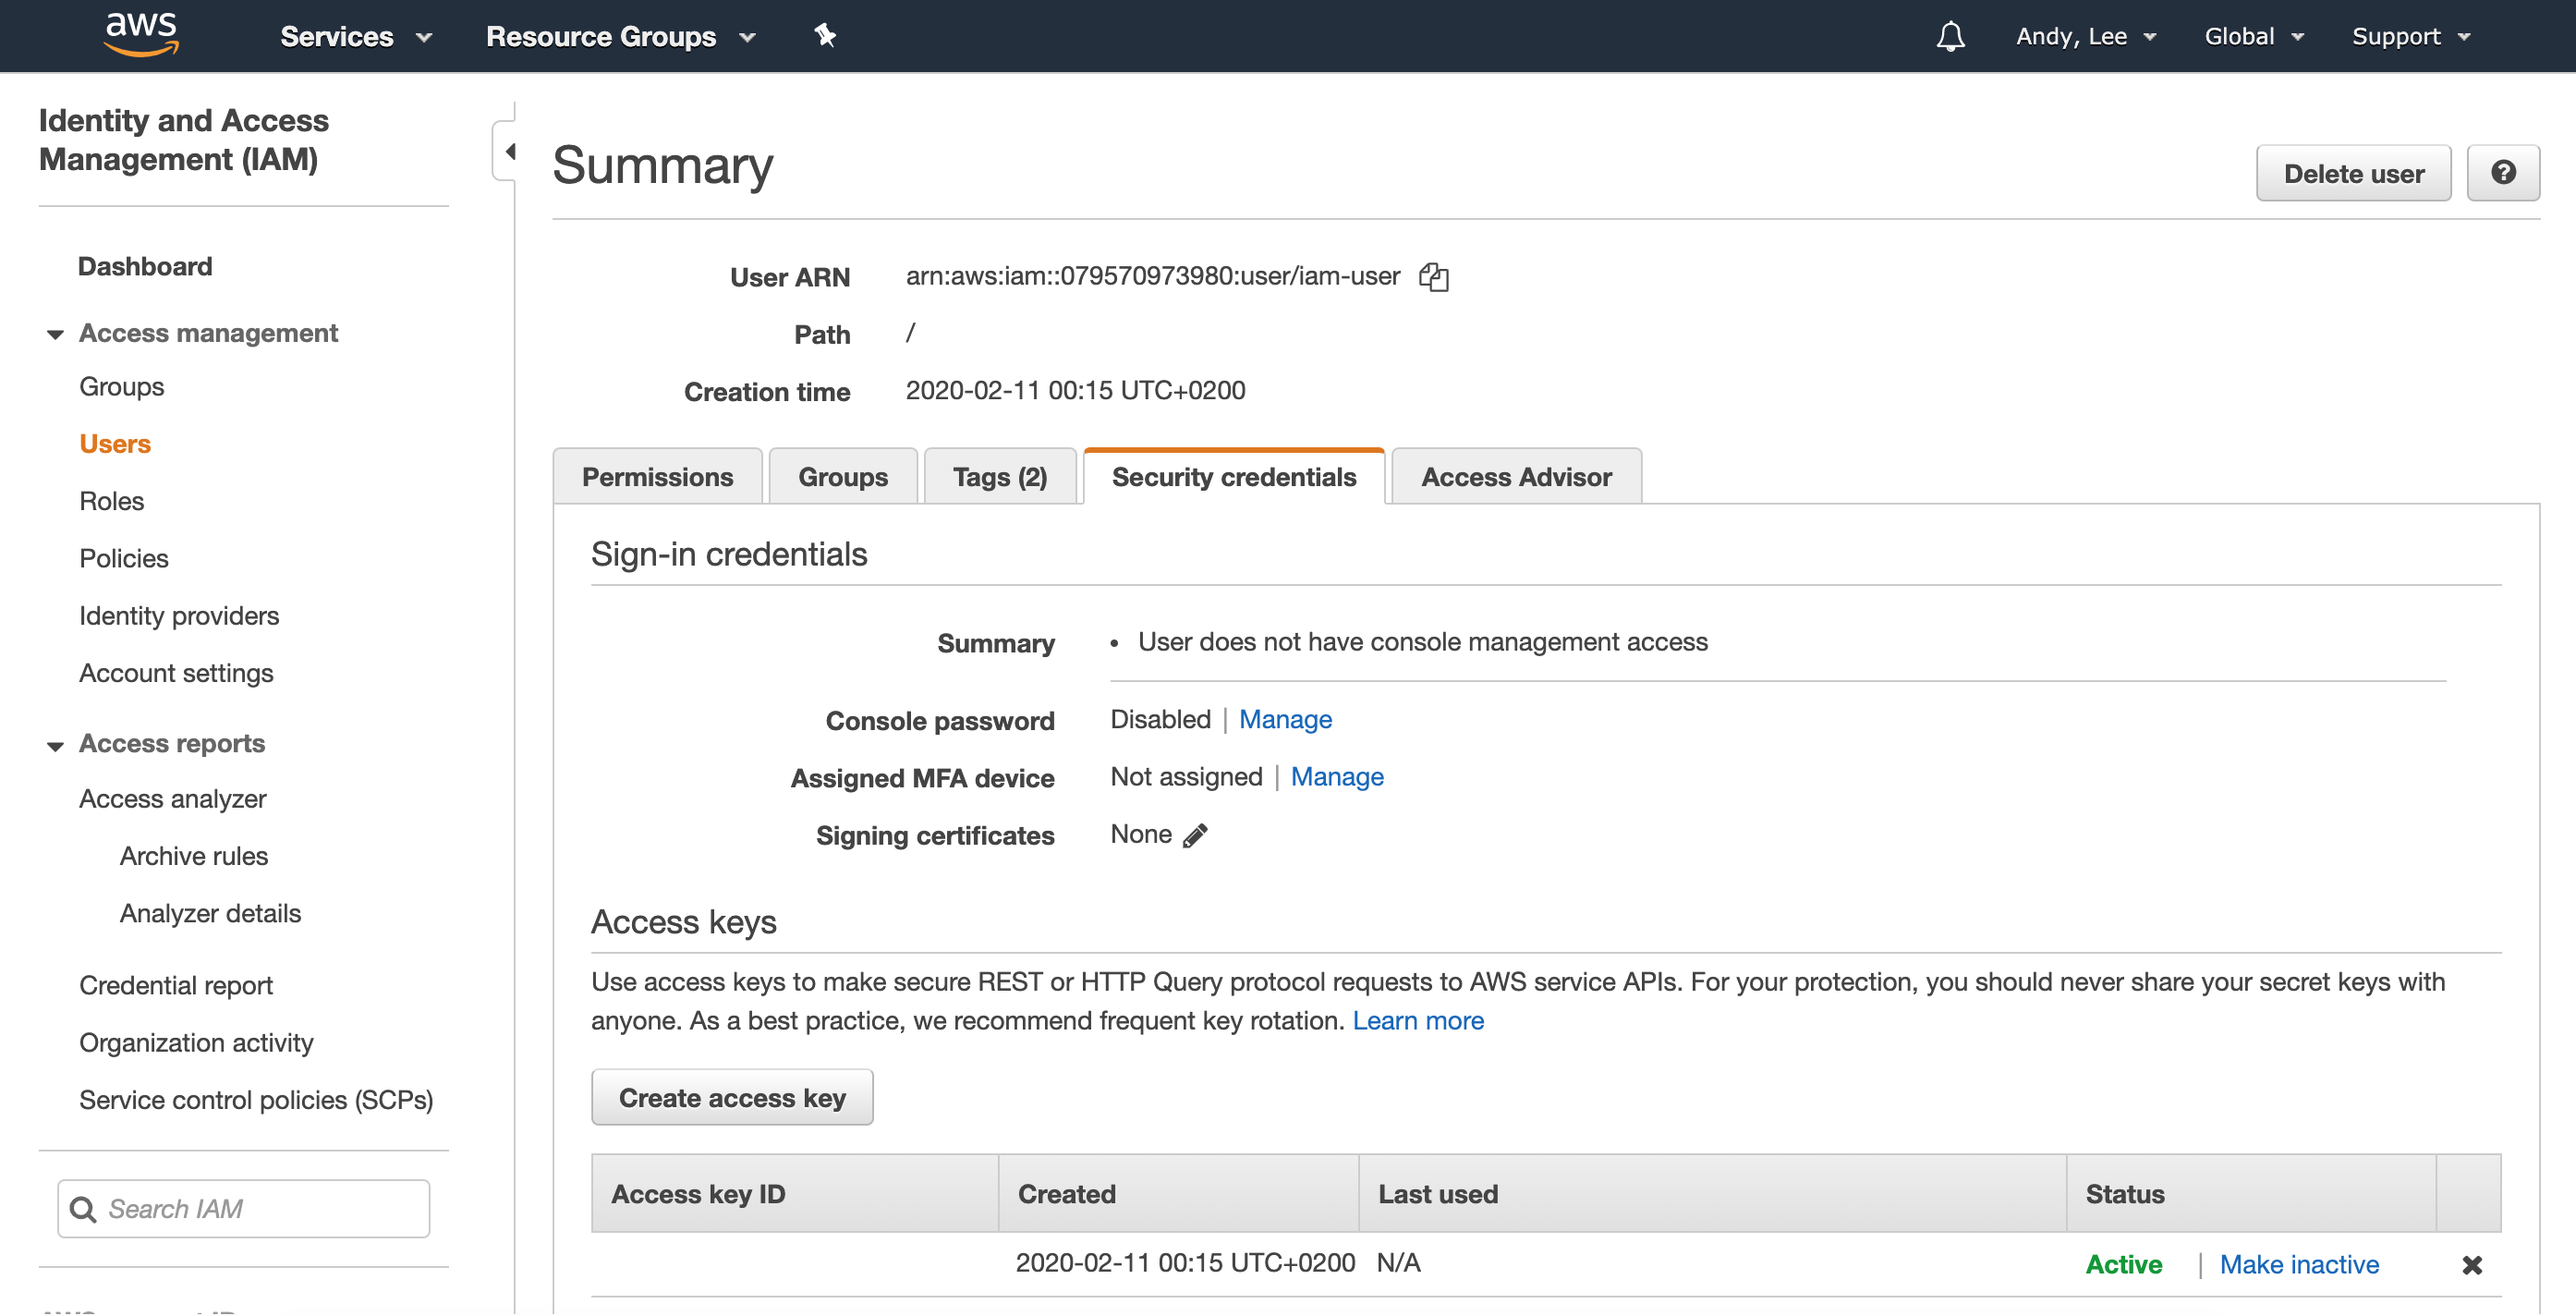 aws Services Resource Groups Andy, Lee Global Support
Identity and Access
Management (IAM)
Dashboard
Access management
Groups
Users
Roles
Policies
Identity providers
Account settings
Access reports
Access analyzer
Archive rules
Analyzer details
Credential report
Organization activity
Service control policies (SCPs)
Search IAM
Summary
Delete user
User ARN arn:aws:iam::079570973980:user/iam-user
Path /
Creation time 2020-02-11 00:15 UTC+0200
Permissions Groups Tags (2) Security credentials Access Advisor
Sign-in credentials
Summary • User does not have console management access
Console password Disabled | Manage
Assigned MFA device Not assigned | Manage
Signing certificates None
Access keys
Use access keys to make secure REST or HTTP Query protocol requests to AWS service APIs. For your protection, you should never share your secret keys with
anyone. As a best practice, we recommend frequent key rotation. Learn more
Create access key
Access key ID Created Last used Status
2020-02-11 00:15 UTC+0200 N/A Active | Make inactive